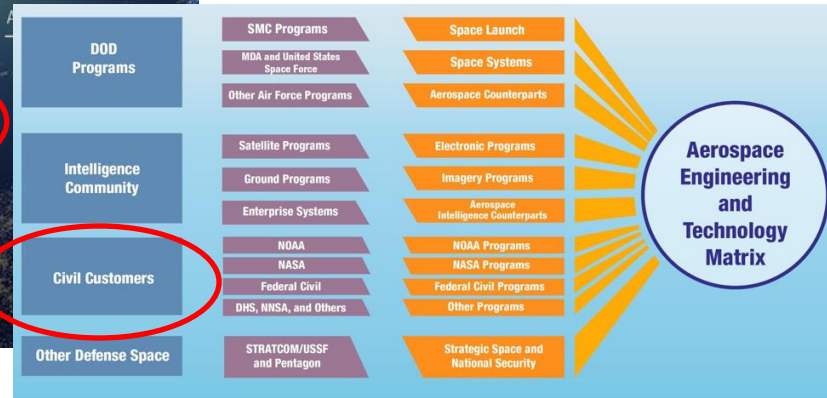 A
DOD
Programs
SMC Programs
Space Launch
MDA and United States
Space Force
Space Systems
Other Air Force Programs
Aerospace Counterparts
Intelligence
Community
Satellite Programs
Electronic Programs
Ground Programs
Imagery Programs
Enterprise Systems
Aerospace
Intelligence Counterparts
Civil Customers
NOAA
NOAA Programs
NASA
NASA Programs
Federal Civil
Federal Civil Programs
DHS, NNSA, and Others
Other Programs
Other Defense Space
STRATCOM/USSF
and Pentagon
Strategic Space and
National Security
Aerospace
Engineering
and
Technology
Matrix